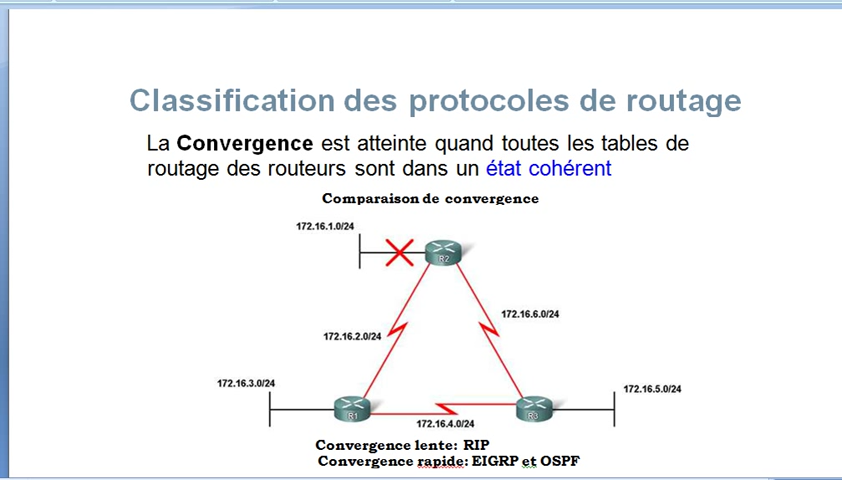 Classification des protocoles de routage
La Convergence est atteinte quand toutes les tables de
routage des routeurs sont dans un état cohérent
Comparaison de convergence
172.16.1.0/24
R2
172.16.6.0/24
172.16.2.0/24
172.16.3.0/24
172.16.5.0/24
R1
R3
172.16.4.0/24
Convergence lente: RIP
Convergence rapide: EIGRP et OSPF